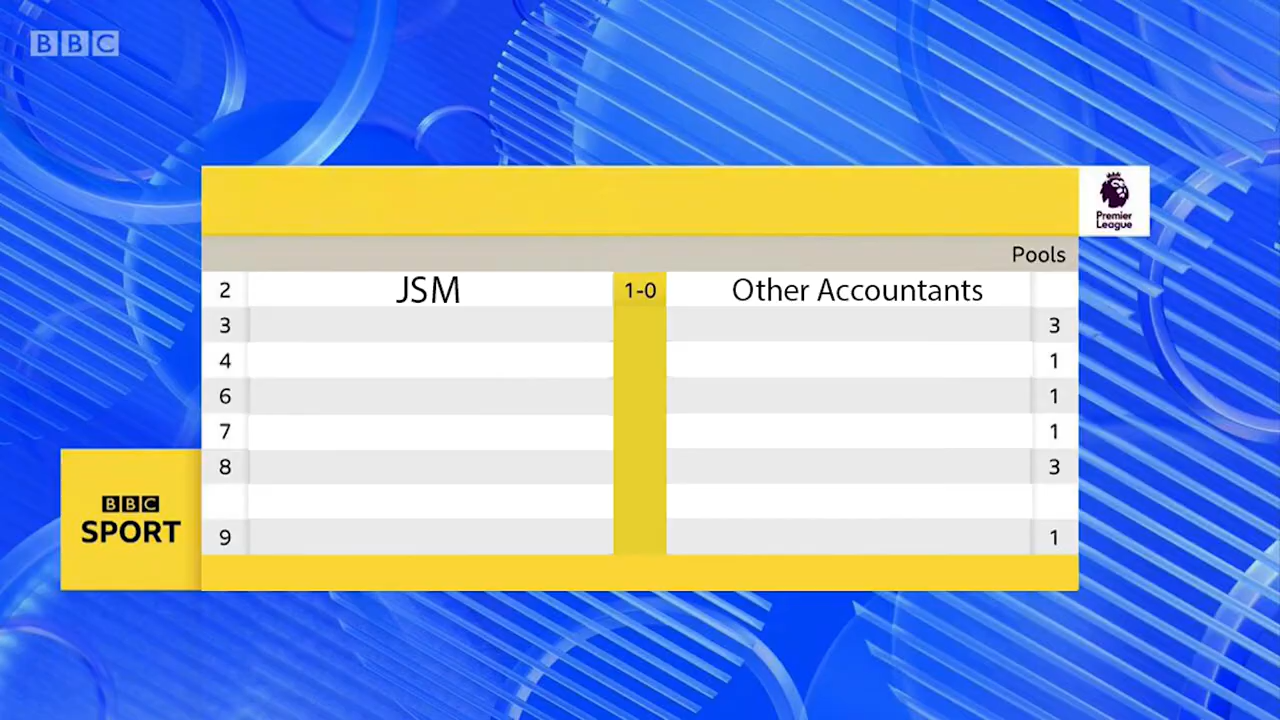 BBC
Premier
League
Pools
2 JSM 1-0 Other Accountants
3 3
4 1
6 1
7 1
8 3
9 1
BBC
SPORT